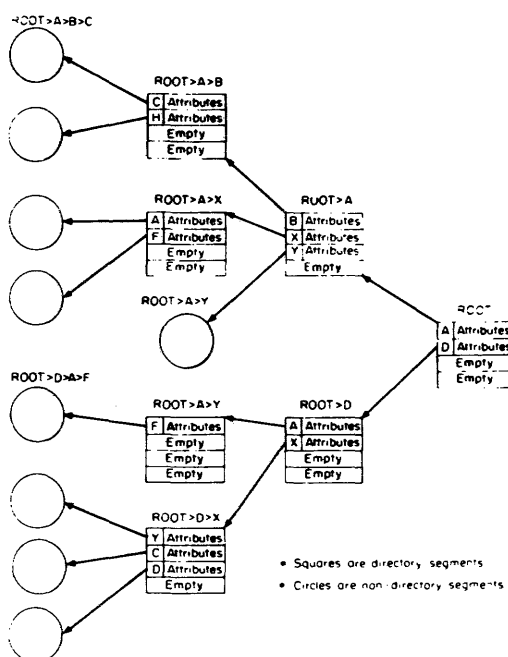 ROOT>A>B>C
ROOT>A>B
C Attributes
H Attributes
Empty
Empty
ROOT>A>X
A Attributes
F Attributes
Empty
Empty
ROOT>A
B Attributes
X Attributes
Y Attributes
Empty
ROOT>A>Y
ROOT
A Attributes
D Attributes
Empty
Empty
ROOT>D>A>F
ROOT>A>Y
F Attributes
Empty
Empty
Empty
ROOT>D
A Attributes
X Attributes
Empty
Empty
ROOT>D>X
Y Attributes
C Attributes
D Attributes
Empty
• Squares are directory segments
• Circles are non-directory segments